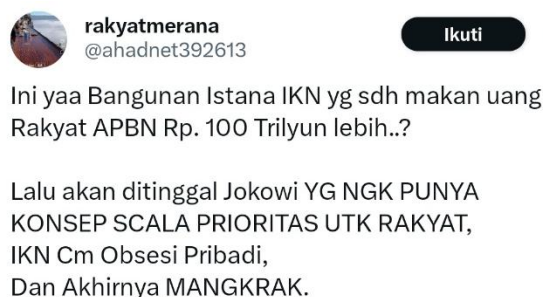 rakyatmerana
@ahadnet392613
Ikuti
Ini yaa Bangunan Istana IKN yg sdh makan uang
Rakyat APBN Rp. 100 Trilyun lebih..?
Lalu akan ditinggal Jokowi YG NGK PUNYA
KONSEP SCALA PRIORITAS UTK RAKYAT,
IKN Cm Obsesi Pribadi,
Dan Akhirnya MANGKRAK.